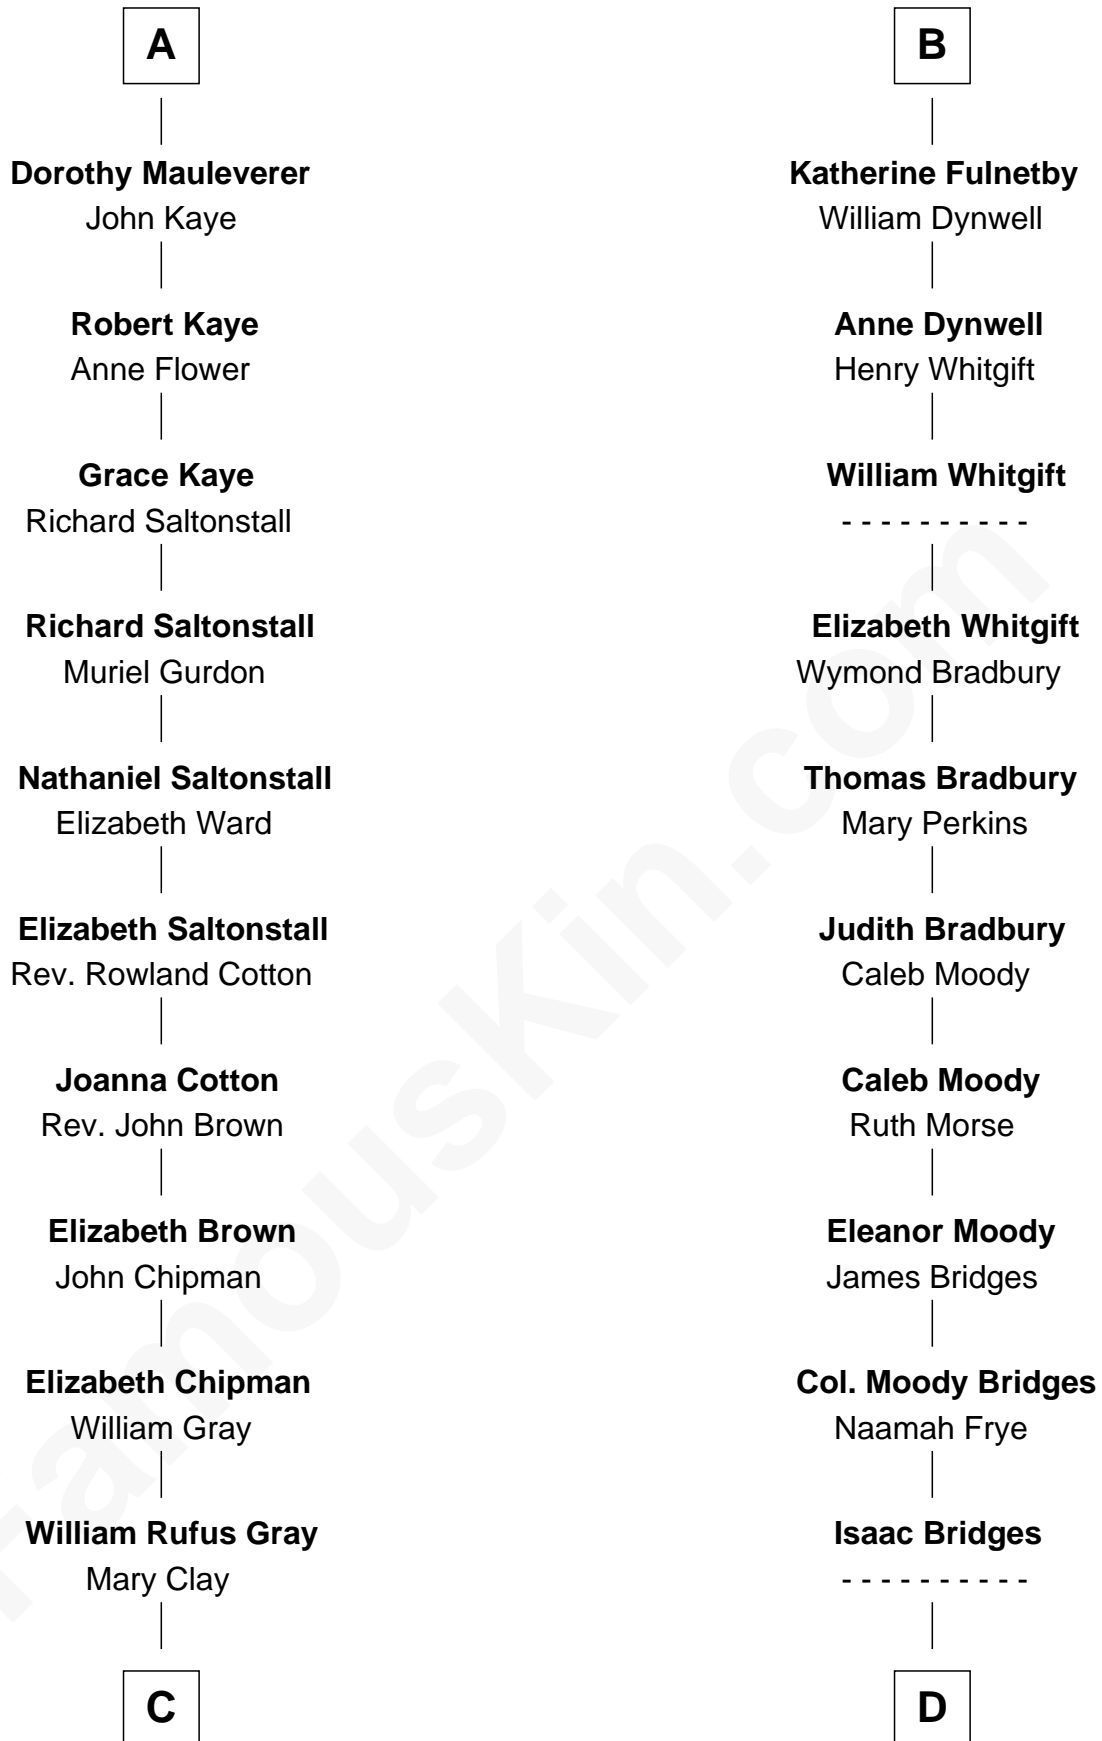 A
Dorothy Mauleverer
John Kaye
Robert Kaye
Anne Flower
Grace Kaye
Richard Saltonstall
Richard Saltonstall
Muriel Gurdon
Nathaniel Saltonstall
Elizabeth Ward
Elizabeth Saltonstall
Rev. Rowland Cotton
Joanna Cotton
Rev. John Brown
Elizabeth Brown
John Chipman
Elizabeth Chipman
William Gray
William Rufus Gray
Mary Clay
C
B
Katherine Fulnetby
William Dynwell
Anne Dynwell
Henry Whitgift
William Whitgift
- - - - - - - - - -
Elizabeth Whitgift
Wymond Bradbury
Thomas Bradbury
Mary Perkins
Judith Bradbury
Caleb Moody
Caleb Moody
Ruth Morse
Eleanor Moody
James Bridges
Col. Moody Bridges
Naamah Frye
Isaac Bridges
- - - - - - - - - -
D
FamousKin.com